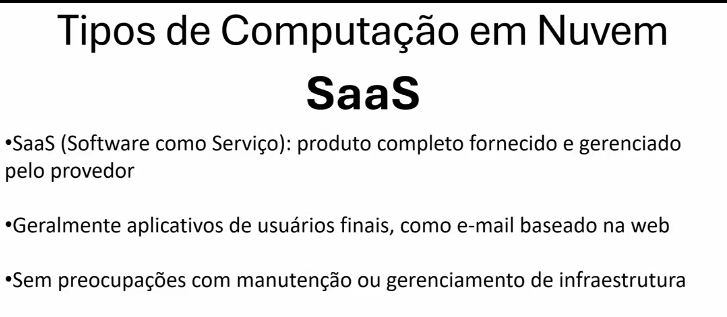 Tipos de Computação em Nuvem
SaaS
•SaaS (Software como Serviço): produto completo fornecido e gerenciado
pelo provedor
•Geralmente aplicativos de usuários finais, como e-mail baseado na web
•Sem preocupações com manutenção ou gerenciamento de infraestrutura